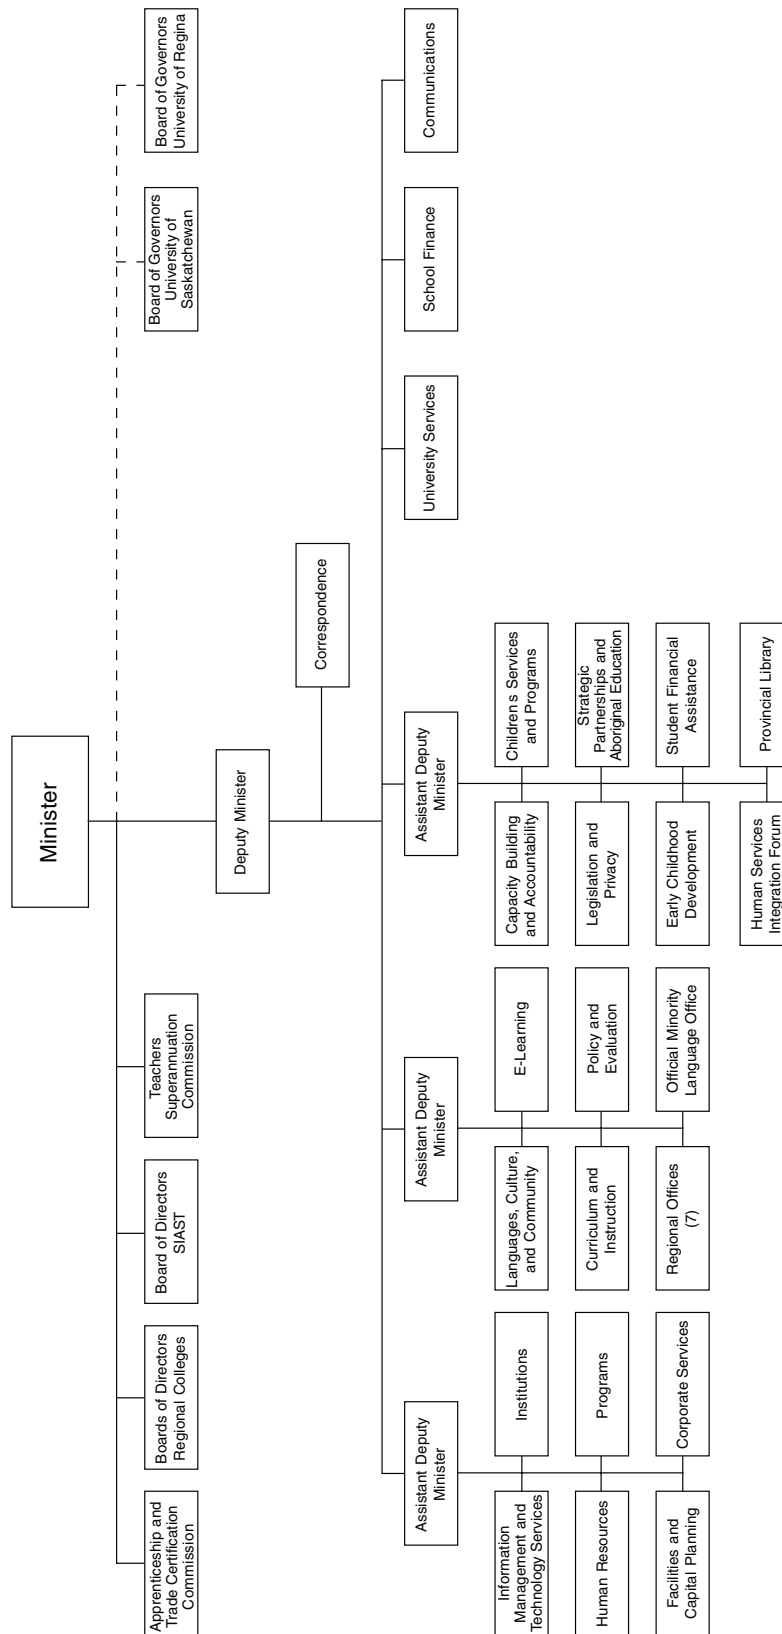 Minister
Apprenticeship and
Trade Certification
Commission
Boards of Directors
Regional Colleges
Board of Directors
SIAST
Teachers
Superannuation
Commission
Board of Governors
University of
Saskatchewan
Board of Governors
University of Regina
Deputy Minister
Correspondence
Assistant Deputy
Minister
Assistant Deputy
Minister
Assistant Deputy
Minister
University Services
School Finance
Communications
Information
Management and
Technology Services
Institutions
Human Resources
Programs
Facilities and
Capital Planning
Corporate Services
Languages, Culture,
and Community
E-Learning
Curriculum and
Instruction
Policy and
Evaluation
Regional Offices
(7)
Official Minority
Language Office
Capacity Building
and Accountability
Children s Services
and Programs
Legislation and
Privacy
Strategic
Partnerships and
Aboriginal Education
Early Childhood
Development
Student Financial
Assistance
Human Services
Integration Forum
Provincial Library